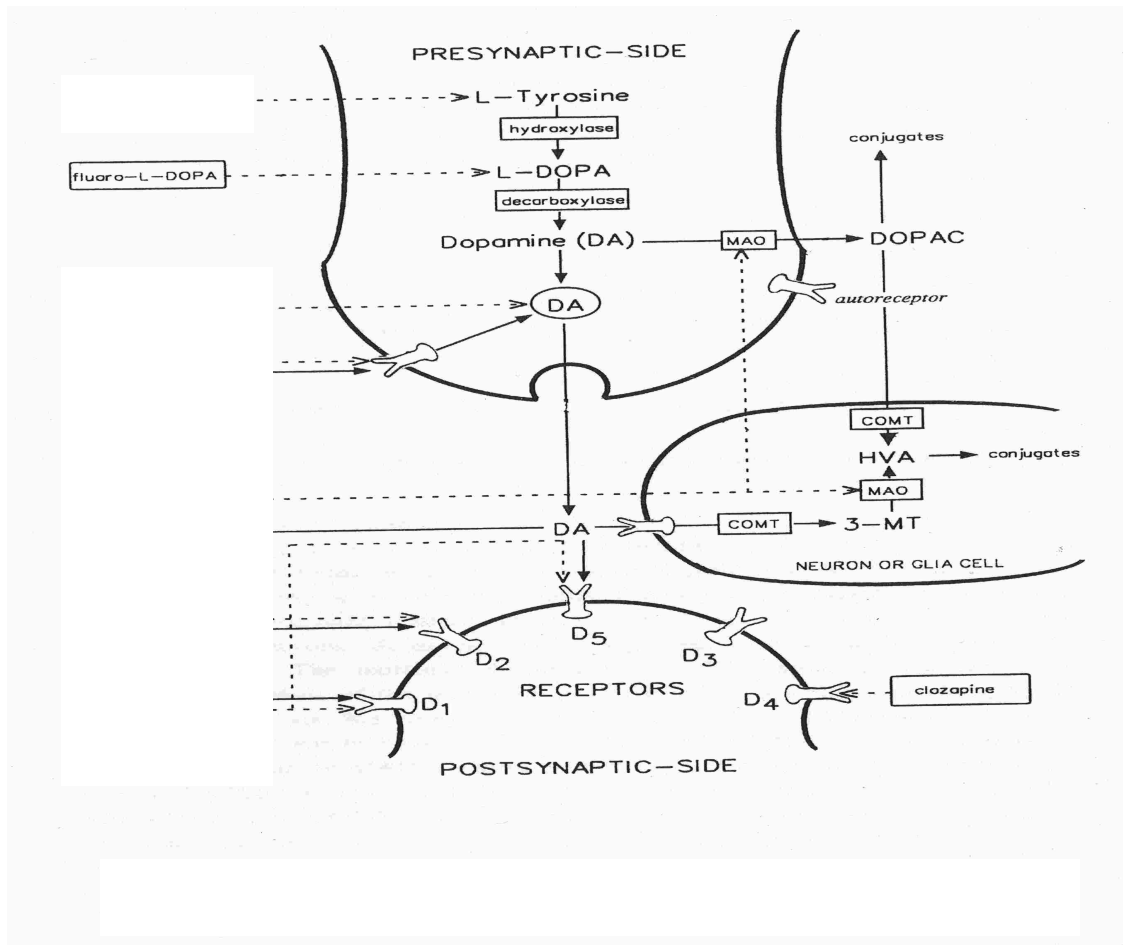 PRESYNAPTIC-SIDE
L-Tyrosine
hydroxylase
conjugates
fluoro-L-DOPA
L-DOPA
decarboxylase
Dopamine (DA)
MAO
DOPAC
DA
autoreceptor
COMT
HVA
conjugates
MAO
DA
COMT
3-MT
NEURON OR GLIA CELL
D5
D2
D3
RECEPTORS
D4
clozapine
D1
POSTSYNAPTIC-SIDE